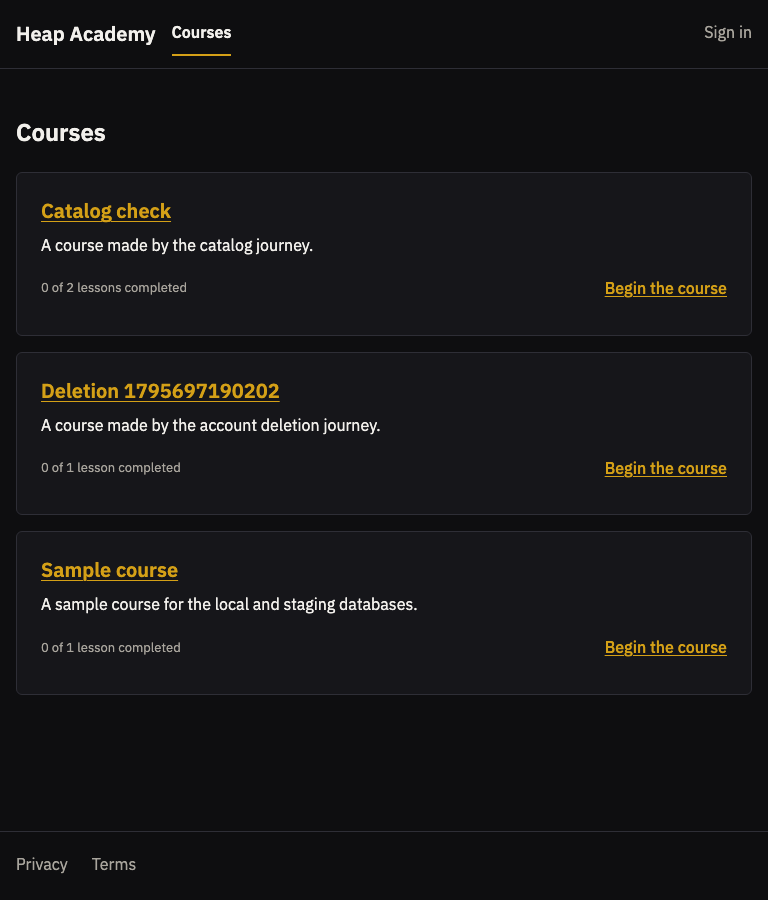 Heap Academy Courses Sign in
Courses
Catalog check
A course made by the catalog journey.
0 of 2 lessons completed Begin the course
Deletion 1795697190202
A course made by the account deletion journey.
0 of 1 lesson completed Begin the course
Sample course
A sample course for the local and staging databases.
0 of 1 lesson completed Begin the course
Privacy Terms